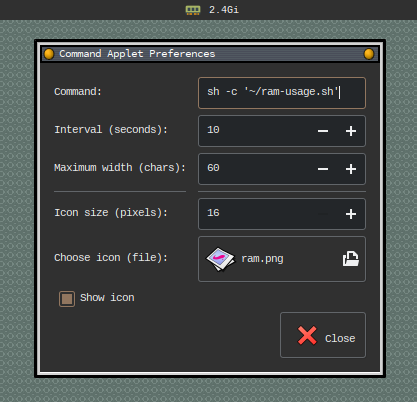 2.4Gi
Command Applet Preferences
Command: sh -c '~/ram-usage.sh'
Interval (seconds): 10
Maximum width (chars): 60
Icon size (pixels): 16
Choose icon (file): ram.png
Show icon
Close